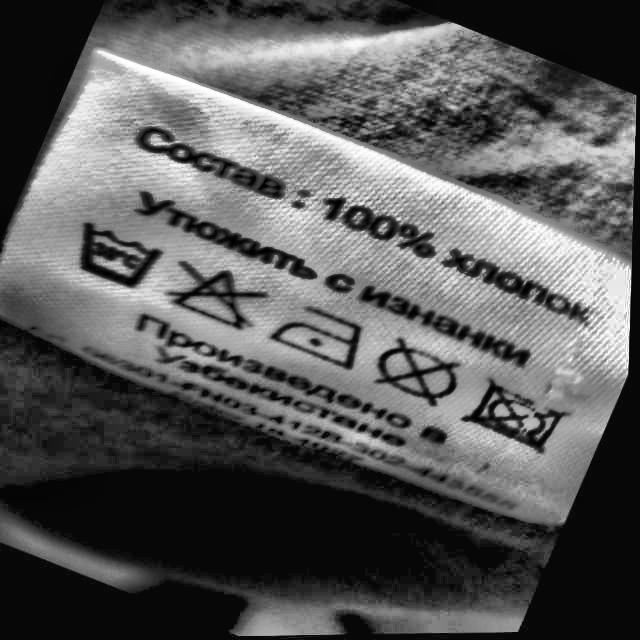 Состав : 100% хлопок
Утюжить с изнанки
Произведено в
Узбекистане